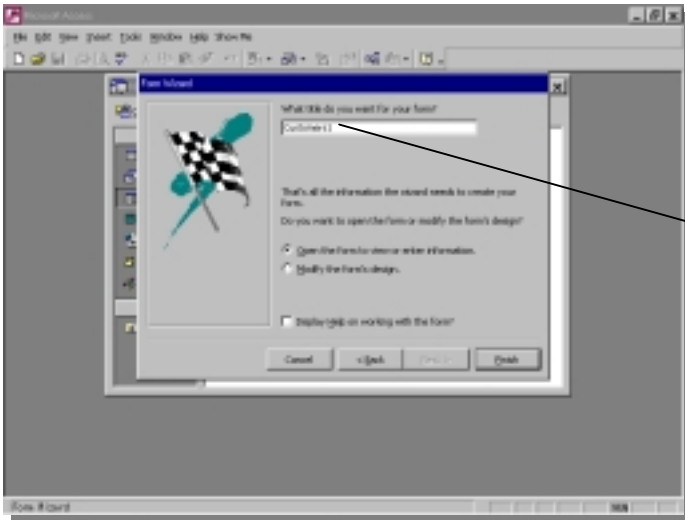 Microsoft Access
File Edit View Insert Tools Window Help Show Me
Form Wizard
What title do you want for your form?
Customers1
That's all the information the wizard needs to create your
form.
Do you want to open the form or modify the form's design?
Open the form to view or enter information.
Modify the form's design.
Display Help on working with the form?
Cancel
< Back
Next >
Finish
Form Wizard
NUM